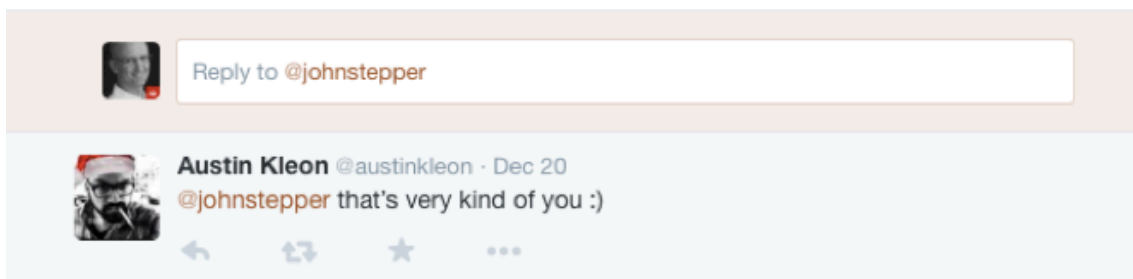 Reply to @johnstepper
Austin Kleon @austinkleon · Dec 20
@johnstepper that's very kind of you :)